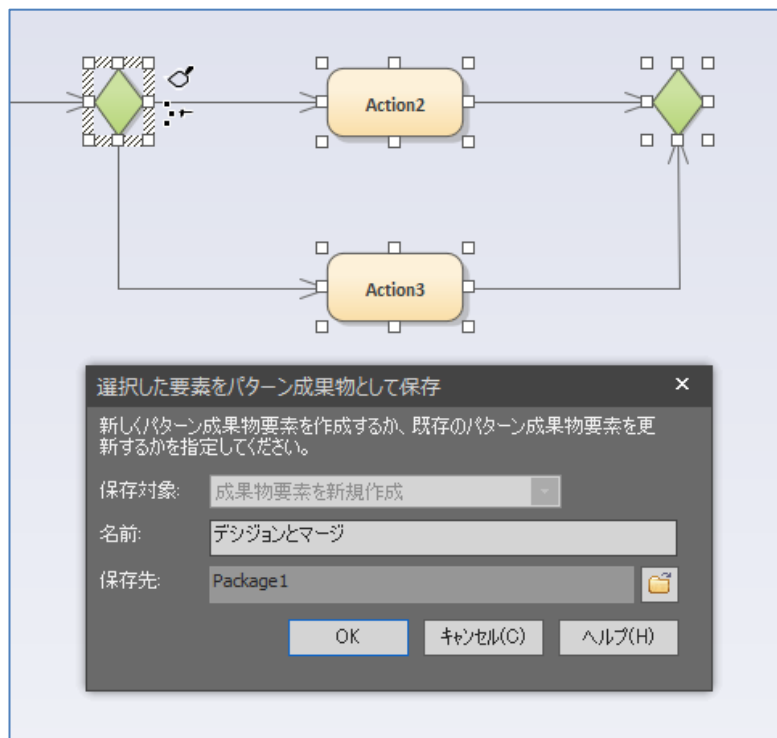 Action2
Action3
選択した要素をパターン成果物として保存
新しくパターン成果物要素を作成するか、既存のパターン成果物要素を更
新するかを指定してください。
保存対象:
成果物要素を新規作成
名前:
デシジョンとマージ
保存先:
Package1
OK
キャンセル(C)
ヘルプ(H)